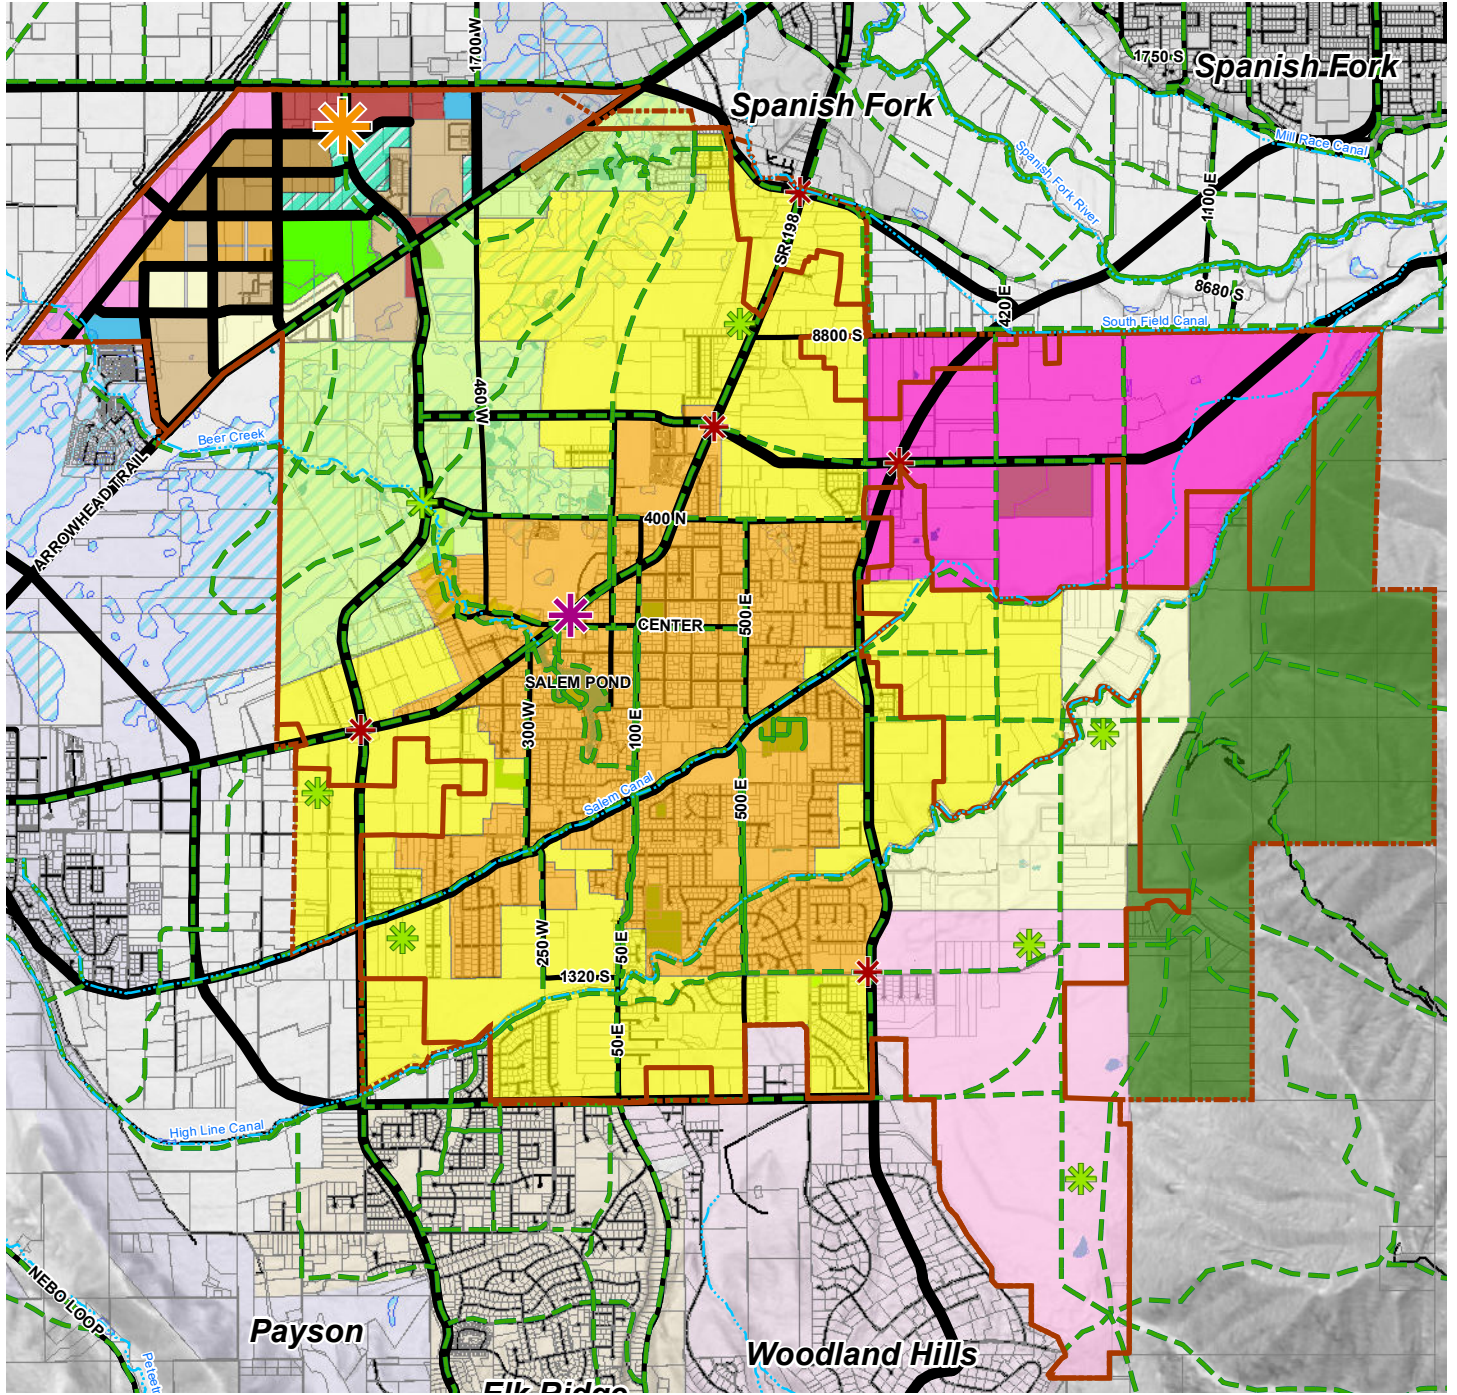 1700 W
1750 S
Spanish Fork
Spanish Fork
Mill Race Canal
Spanish Fork River
1100 E
SR-198
8680 S
420 E
South Field Canal
8800 S
460 W
Beer Creek
ARROWHEAD TRAIL
400 N
CENTER
500 E
SALEM POND
300 W
100 E
Salem Canal
500 E
250 W
50 E
1320 S
50 E
High Line Canal
NEBO LOOP
Payson
Woodland Hills
Elk Ridge